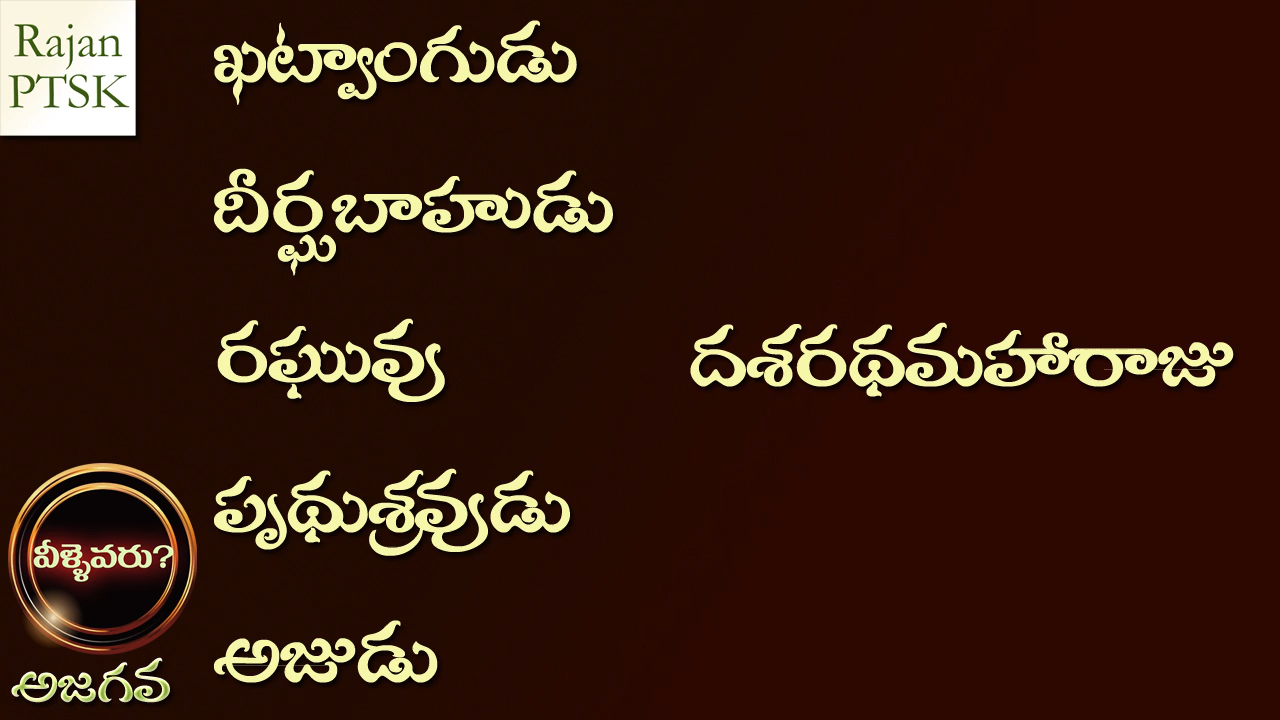 Rajan
PTSK
ఖట్వాంగుడు
దీర్ఘబాహుడు
రఘువు
దశరథమహారాజు
పృథుశ్రవుడు
వీళ్ళెవరు?
అజుడు
అజగవ